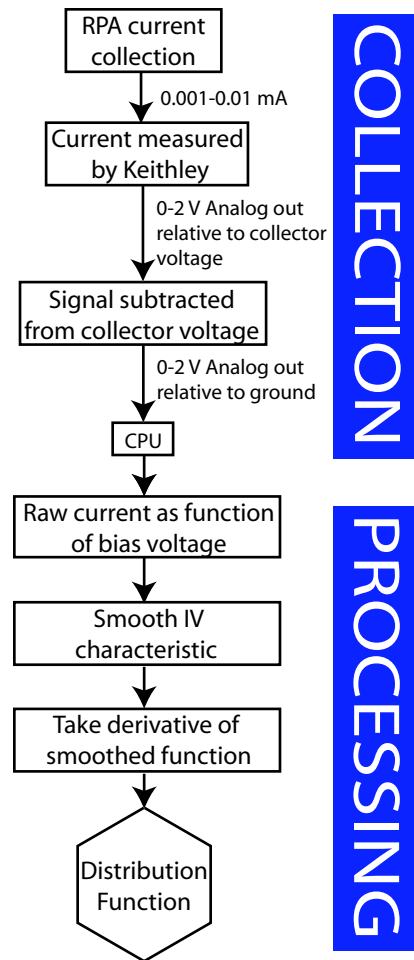 RPA current
collection
0.001-0.01 mA
Current measured
by Keithley
0-2 V Analog out
relative to collector
voltage
Signal subtracted
from collector voltage
0-2 V Analog out
relative to ground
CPU
COLLECTION
Raw current as function
of bias voltage
Smooth IV
characteristic
Take derivative of
smoothed function
Distribution
Function
PROCESSING